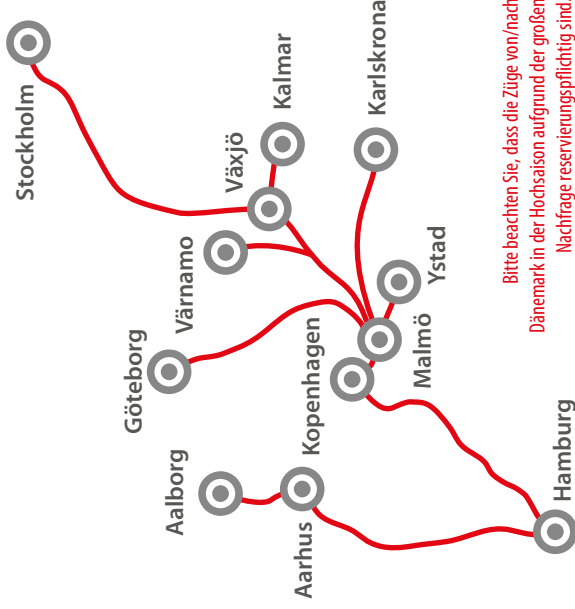 Stockholm
Kalmar
Växjö
Karlskrona
Värnamo
Ystad
Göteborg
Malmö
Kopenhagen
Aalborg
Aarhus
Hamburg
Bitte beachten Sie, dass die Züge von/nach
Dänemark in der Hochsaison aufgrund der großen
Nachfrage reservierungspflichtig sind.